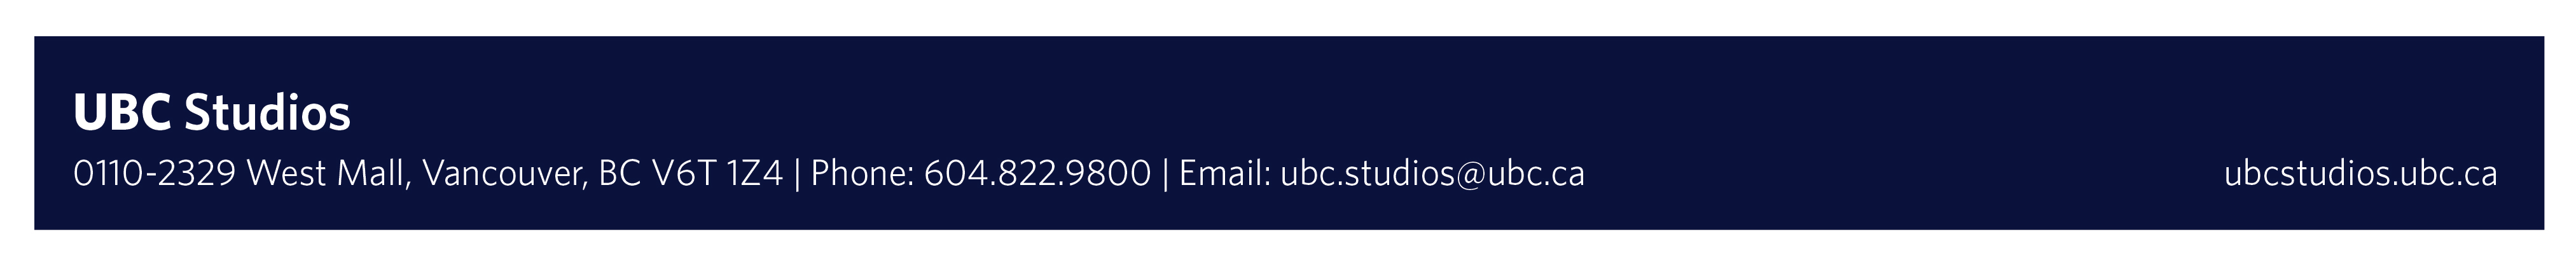 UBC Studios
0110-2329 West Mall, Vancouver, BC V6T 1Z4 | Phone: 604.822.9800 | Email: ubc.studios@ubc.ca
ubcstudios.ubc.ca